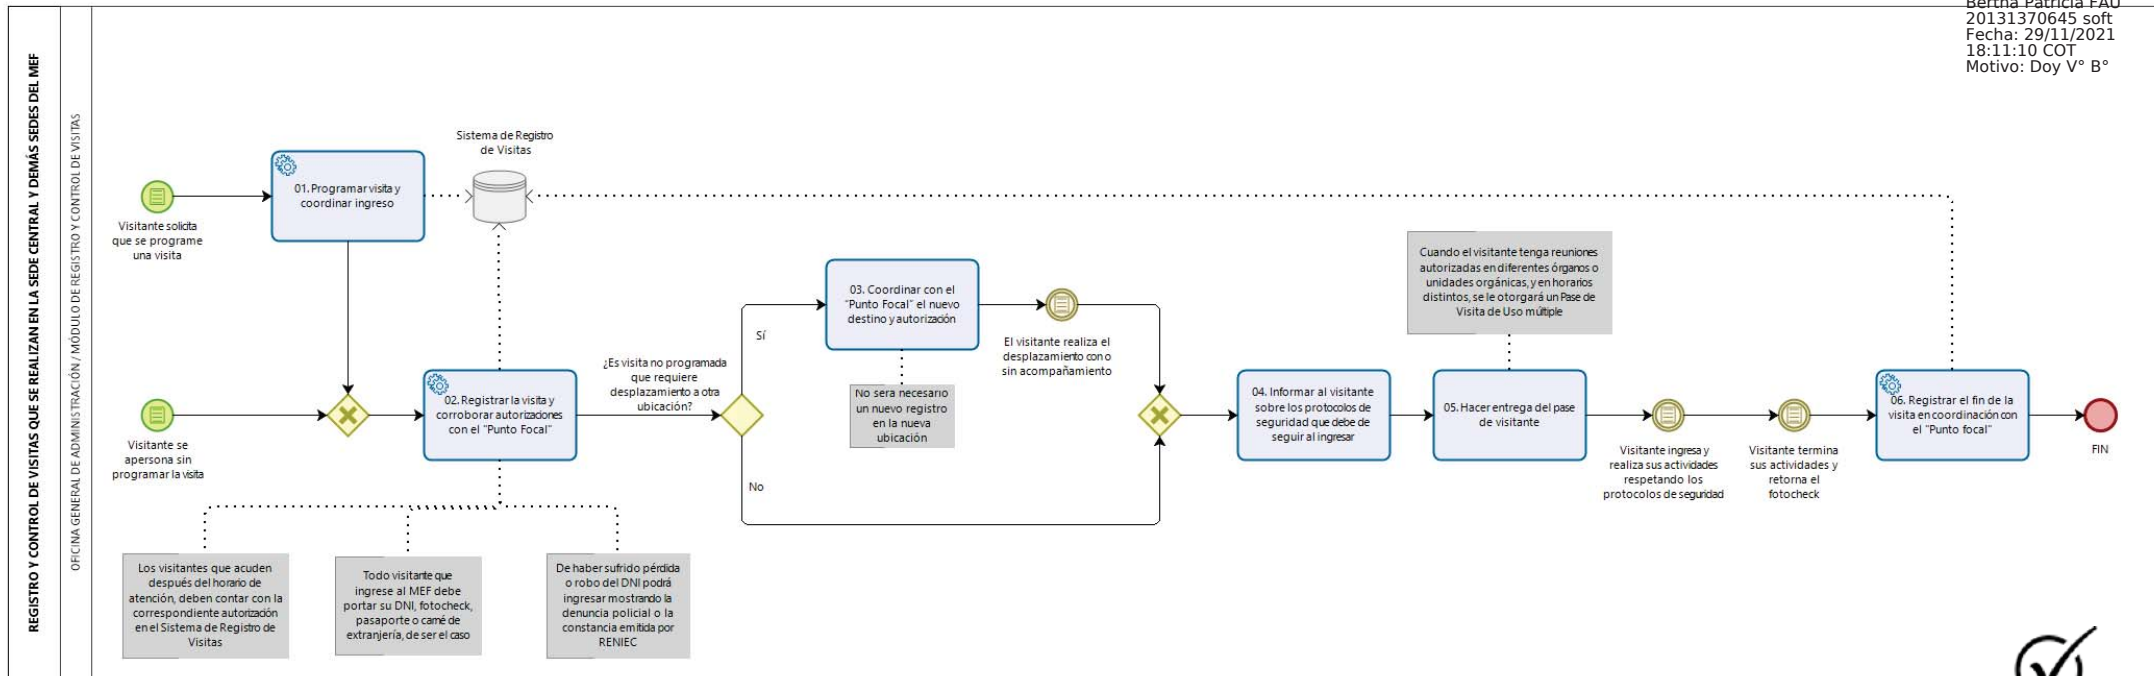 Bertha Patricia FAU
20131370645 soft
Fecha: 29/11/2021
18:11:10 COT
Motivo: Doy V° B°
REGISTRO Y CONTROL DE VISITAS QUE SE REALIZAN EN LA SEDE CENTRAL Y DEMÁS SEDES DEL MEF
OFICINA GENERAL DE ADMINISTRACIÓN / MÓDULO DE REGISTRO Y CONTROL DE VISITAS
Visitante solicita
que se programe
una visita
01. Programar visita y
coordinar ingreso
Sistema de Registro
de Visitas
Visitante se
apersona sin
programar la visita
02. Registrar la visita y
corroborar autorizaciones
con el "Punto Focal"
¿Es visita no programada
que requiere
desplazamiento a otra
ubicación?
Sí
No
03. Coordinar con el
"Punto Focal" el nuevo
destino y autorización
No sera necesario
un nuevo registro
en la nueva
ubicación
El visitante realiza el
desplazamiento con o
sin acompañamiento
04. Informar al visitante
sobre los protocolos de
seguridad que debe de
seguir al ingresar
Cuando el visitante tenga reuniones
autorizadas en diferentes órganos o
unidades orgánicas, y en horarios
distintos, se le otorgará un Pase de
Visita de Uso múltiple
05. Hacer entrega del pase
de visitante
Visitante ingresa y
realiza sus actividades
respetando los
protocolos de seguridad
Visitante termina
sus actividades y
retorna el
fotocheck
06. Registrar el fin de la
visita en coordinación con
el "Punto focal"
FIN
Los visitantes que acuden
después del horario de
atención, deben contar con la
correspondiente autorización
en el Sistema de Registro de
Visitas
Todo visitante que
ingrese al MEF debe
portar su DNI, fotocheck,
pasaporte o carné de
extranjería, de ser el caso
De haber sufrido pérdida
o robo del DNI podrá
ingresar mostrando la
denuncia policial o la
constancia emitida por
RENIEC